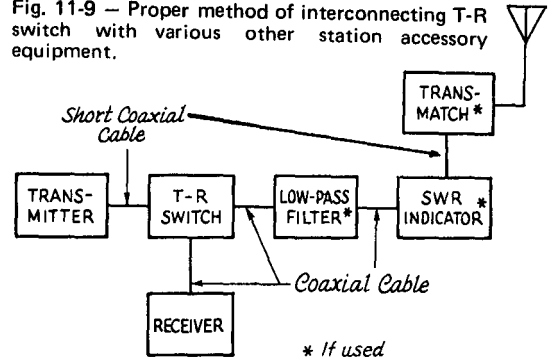 Fig. 11-9 — Proper method of interconnecting T-R
switch with various other station accessory
equipment.
TRANS-
MATCH *
Short Coaxial
Cable
TRANS-
MITTER
T-R
SWITCH
LOW-PASS
FILTER*
SWR
INDICATOR *
Coaxial Cable
RECEIVER
* If used